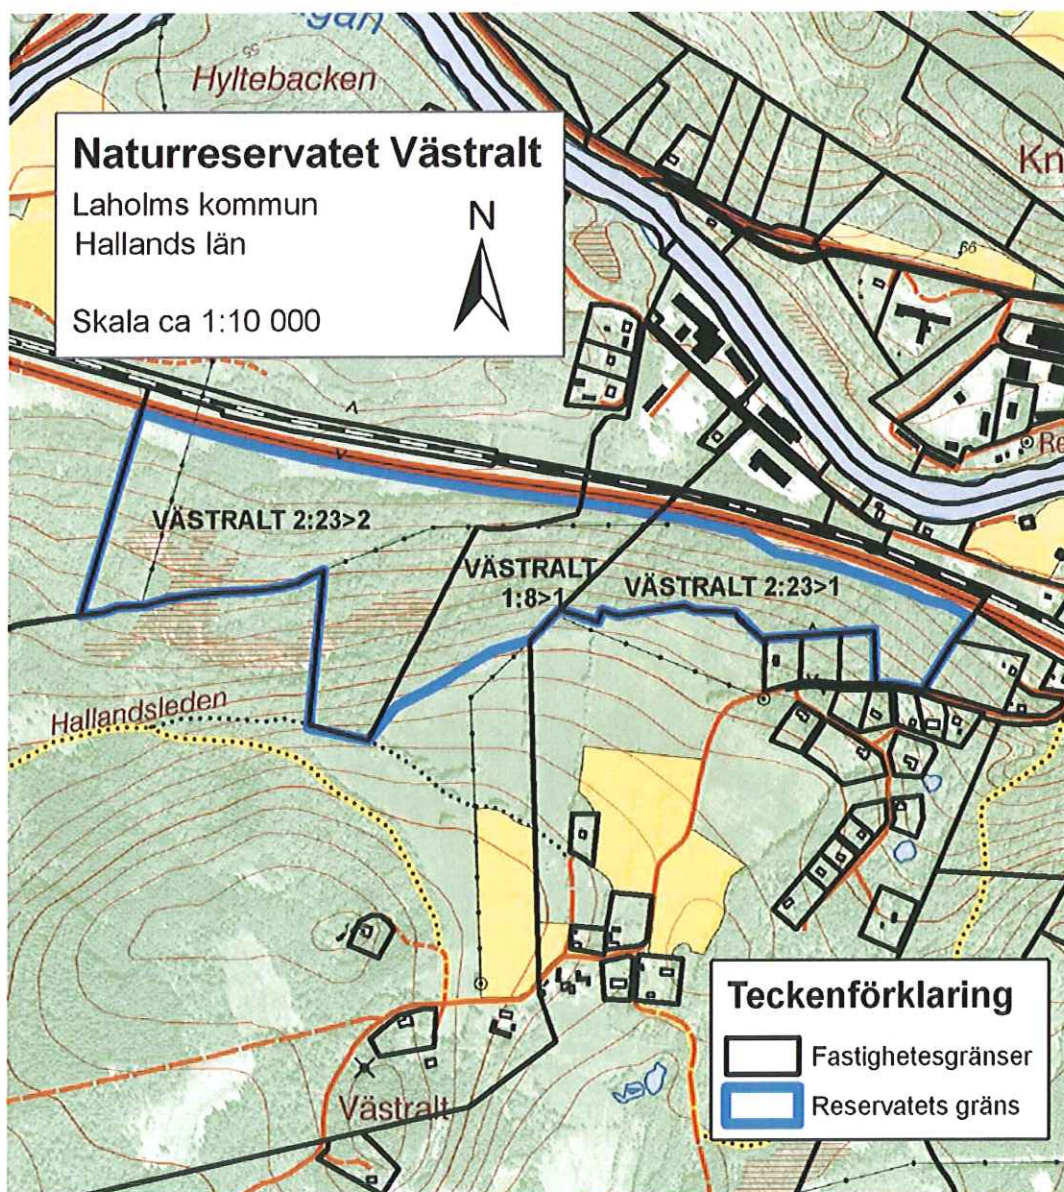 Hyltebacken
Naturreservatet Västralt
Laholms kommun
Hallands län
N
Skala ca 1:10 000
VÄSTRALT 2:23>2
VÄSTRALT
1:8>1
VÄSTRALT 2:23>1
Hallandsleden
Västralt
Teckenförklaring
Fastighetesgränser
Reservatets gräns